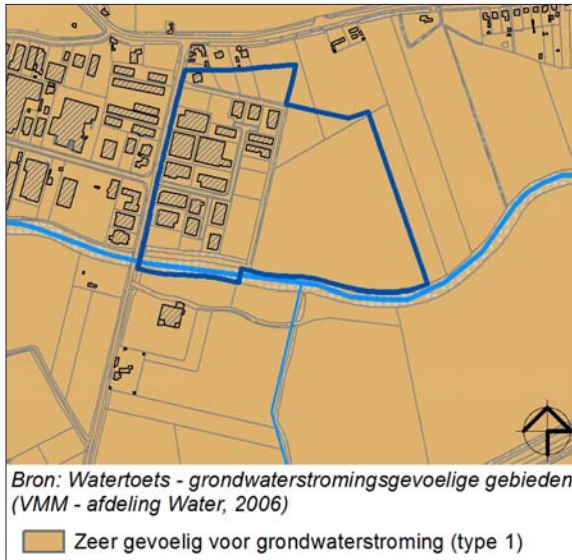 Bron: Watertoets - grondwaterstromingsgevoelige gebieden
(VMM - afdeling Water, 2006)
Zeer gevoelig voor grondwaterstroming (type 1)